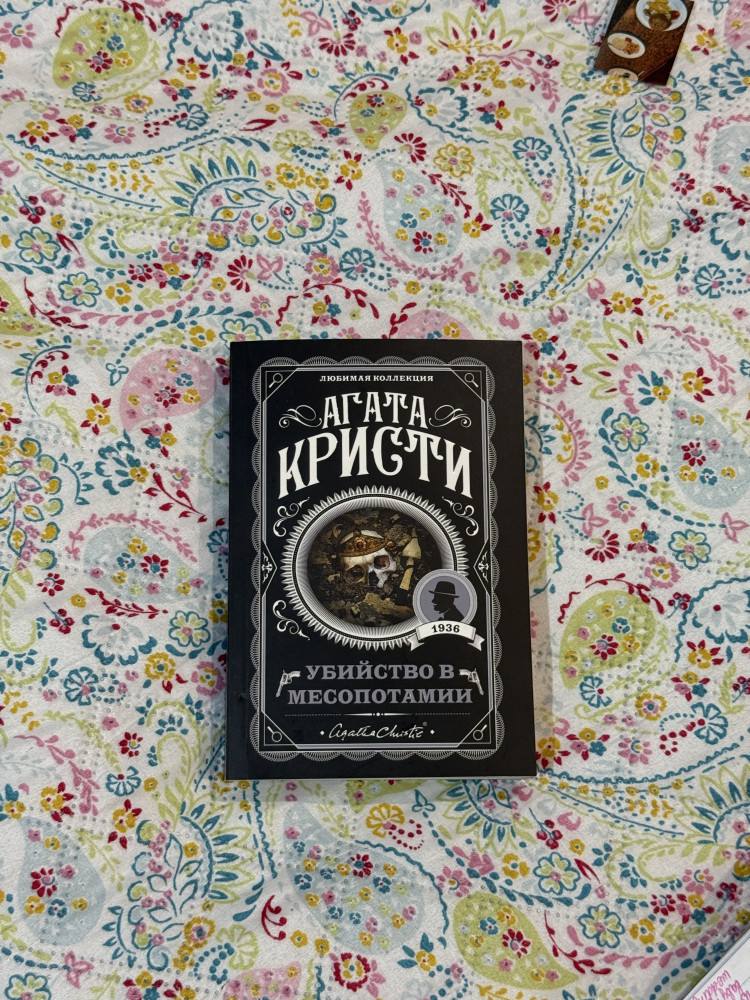 ЛЮБИМАЯ КОЛЛЕКЦИЯ
АГАТА
КРИСТИ
1936
УБИЙСТВО В
МЕСОПОТАМИИ
Agatha Christie®